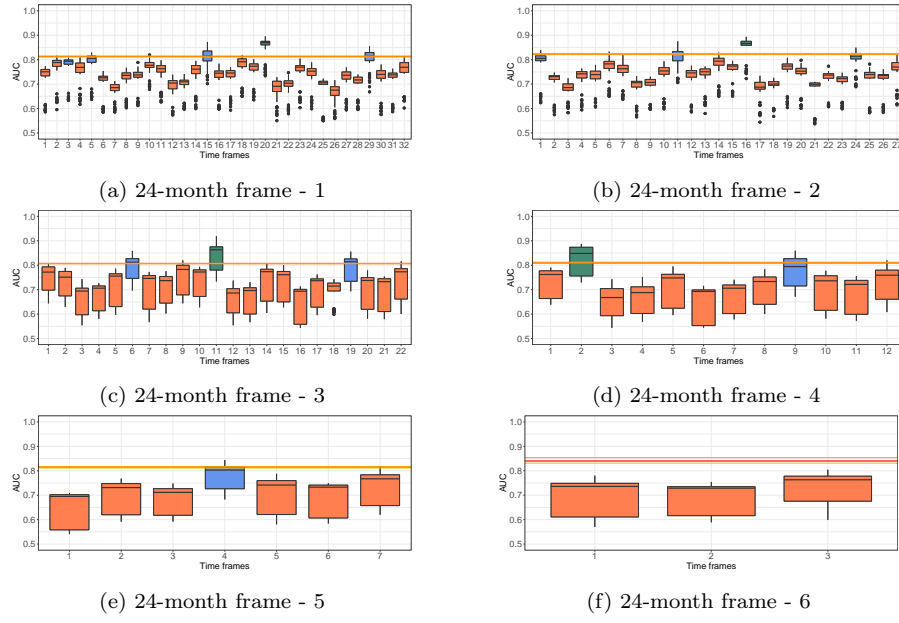 1.0
0.9
0.8
0.7
0.6
0.5
AUC
1 2 3 4 5 6 7 8 9 10 11 12 13 14 15 16 17 18 19 20 21 22 23 24 25 26 27 28 29 30 31 32
Time frames
(a) 24-month frame - 1
1.0
0.9
0.8
0.7
0.6
0.5
AUC
1 2 3 4 5 6 7 8 9 10 11 12 13 14 15 16 17 18 19 20 21 22 23 24 25 26 27
Time frames
(b) 24-month frame - 2
1.0
0.9
0.8
0.7
0.6
0.5
AUC
1 2 3 4 5 6 7 8 9 10 11 12 13 14 15 16 17 18 19 20 21 22
Time frames
(c) 24-month frame - 3
1.0
0.9
0.8
0.7
0.6
0.5
AUC
1 2 3 4 5 6 7 8 9 10 11 12
Time frames
(d) 24-month frame - 4
1.0
0.9
0.8
0.7
0.6
0.5
AUC
1 2 3 4 5 6 7
Time frames
(e) 24-month frame - 5
1.0
0.9
0.8
0.7
0.6
0.5
AUC
1 2 3
Time frames
(f) 24-month frame - 6